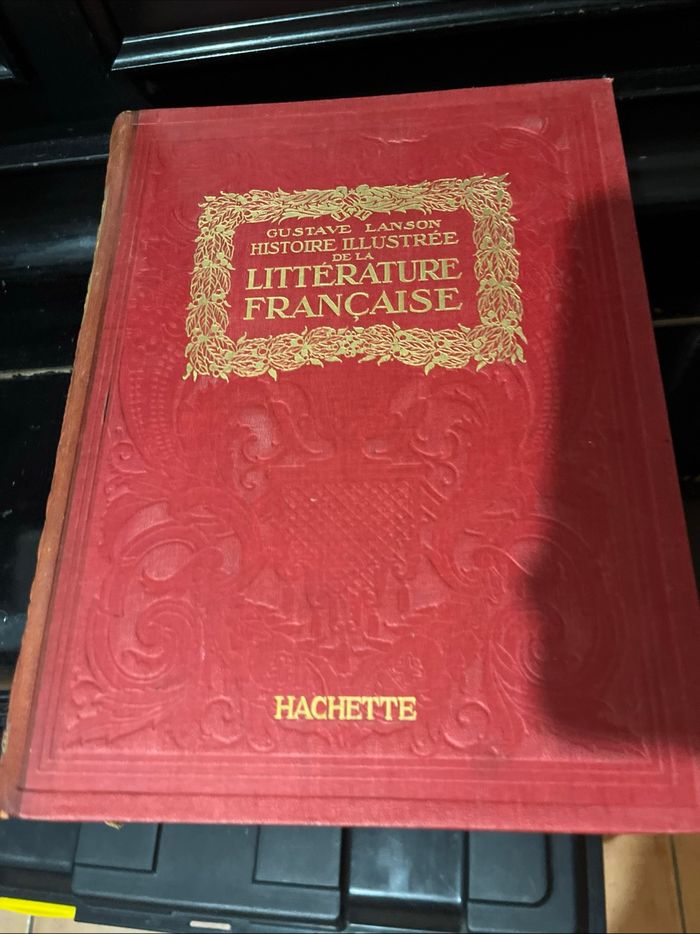 GUSTAVE LANSON
HISTOIRE ILLUSTRÉE
DE LA
LITTÉRATURE
FRANÇAISE
HACHETTE